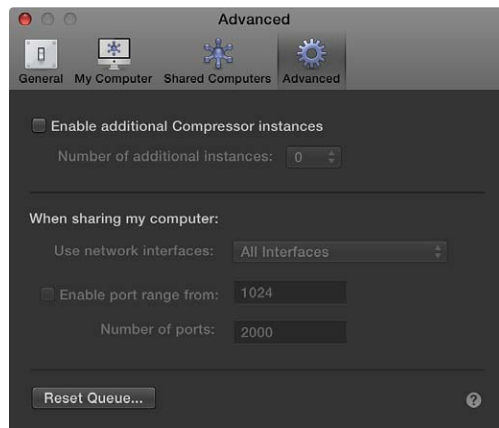 Advanced
General My Computer Shared Computers Advanced
Enable additional Compressor instances
Number of additional instances: 0
When sharing my computer:
Use network interfaces: All Interfaces
Enable port range from: 1024
Number of ports: 2000
Reset Queue... ?